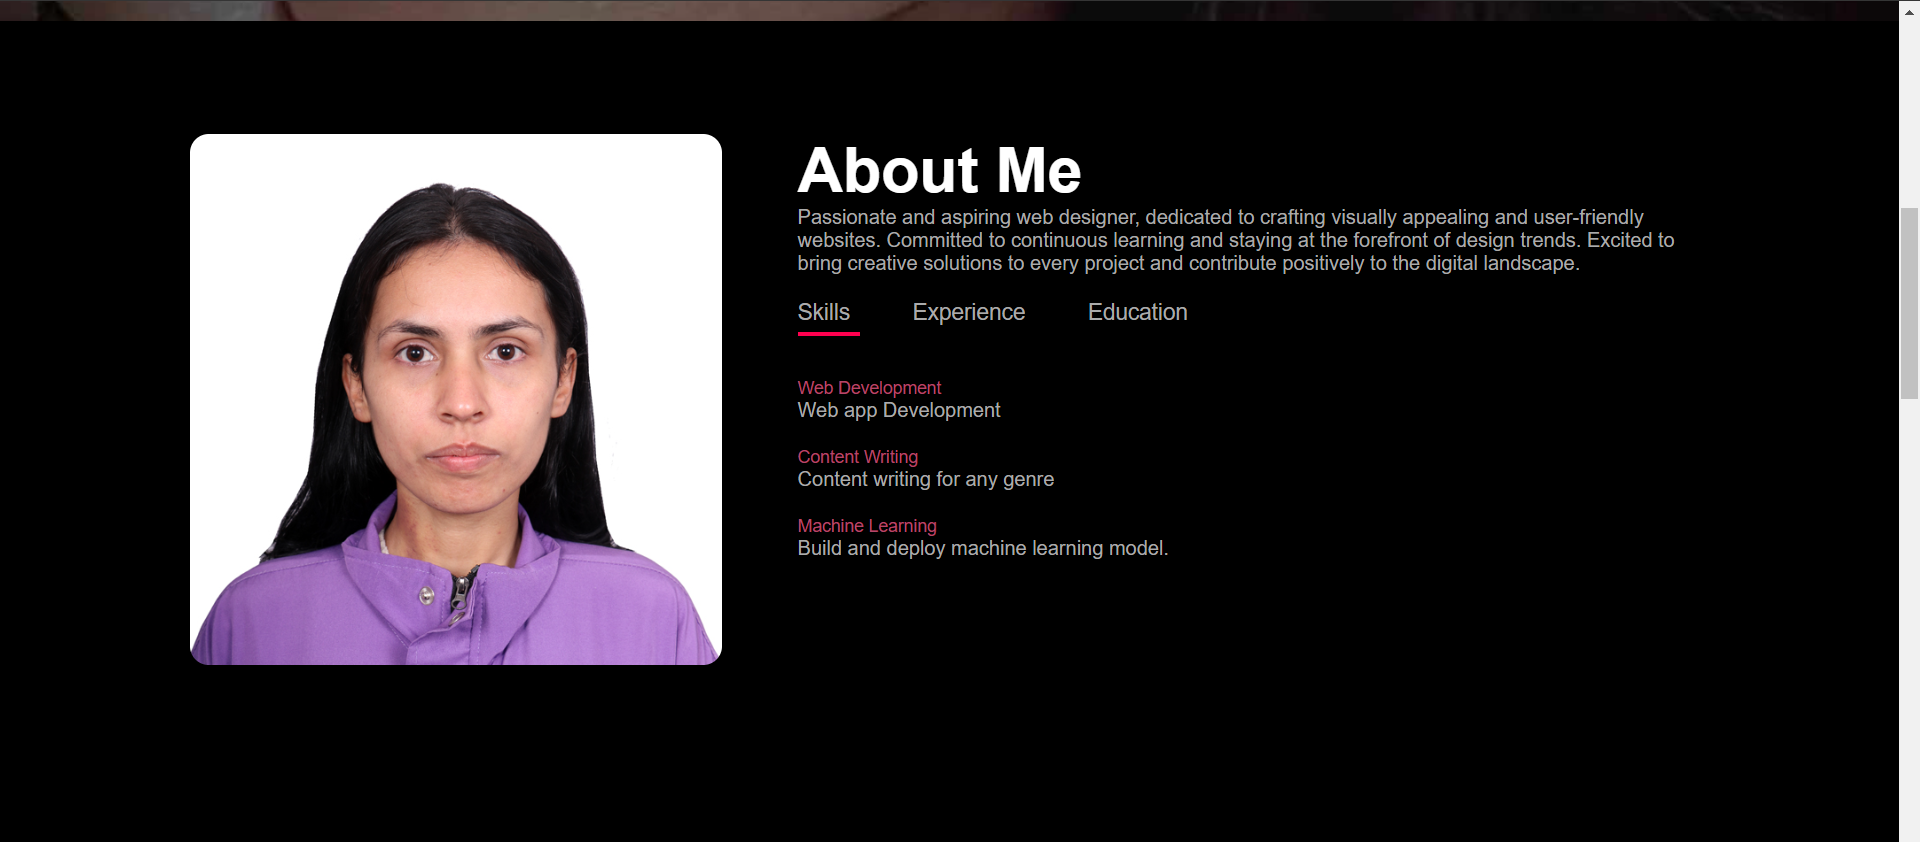 About Me
Passionate and aspiring web designer, dedicated to crafting visually appealing and user-friendly
websites. Committed to continuous learning and staying at the forefront of design trends. Excited to
bring creative solutions to every project and contribute positively to the digital landscape.
Skills Experience Education
Web Development
Web app Development
Content Writing
Content writing for any genre
Machine Learning
Build and deploy machine learning model.